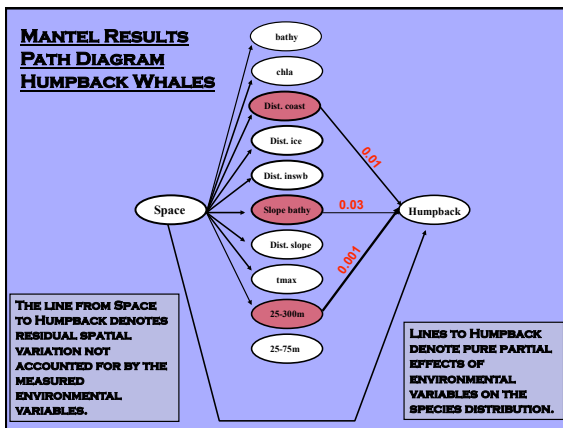 MANTEL RESULTS
PATH DIAGRAM
HUMPBACK WHALES
bathy
chla
Dist. coast
Dist. ice
Dist. inswb
Space
Slope bathy
Humpback
Dist. slope
tmax
25-300m
25-75m
0.01
0.03
0.001
THE LINE FROM SPACE
TO HUMPBACK DENOTES
RESIDUAL SPATIAL
VARIATION NOT
ACCOUNTED FOR BY THE
MEASURED
ENVIRONMENTAL
VARIABLES.
LINES TO HUMPBACK
DENOTE PURE PARTIAL
EFFECTS OF
ENVIRONMENTAL
VARIABLES ON THE
SPECIES DISTRIBUTION.